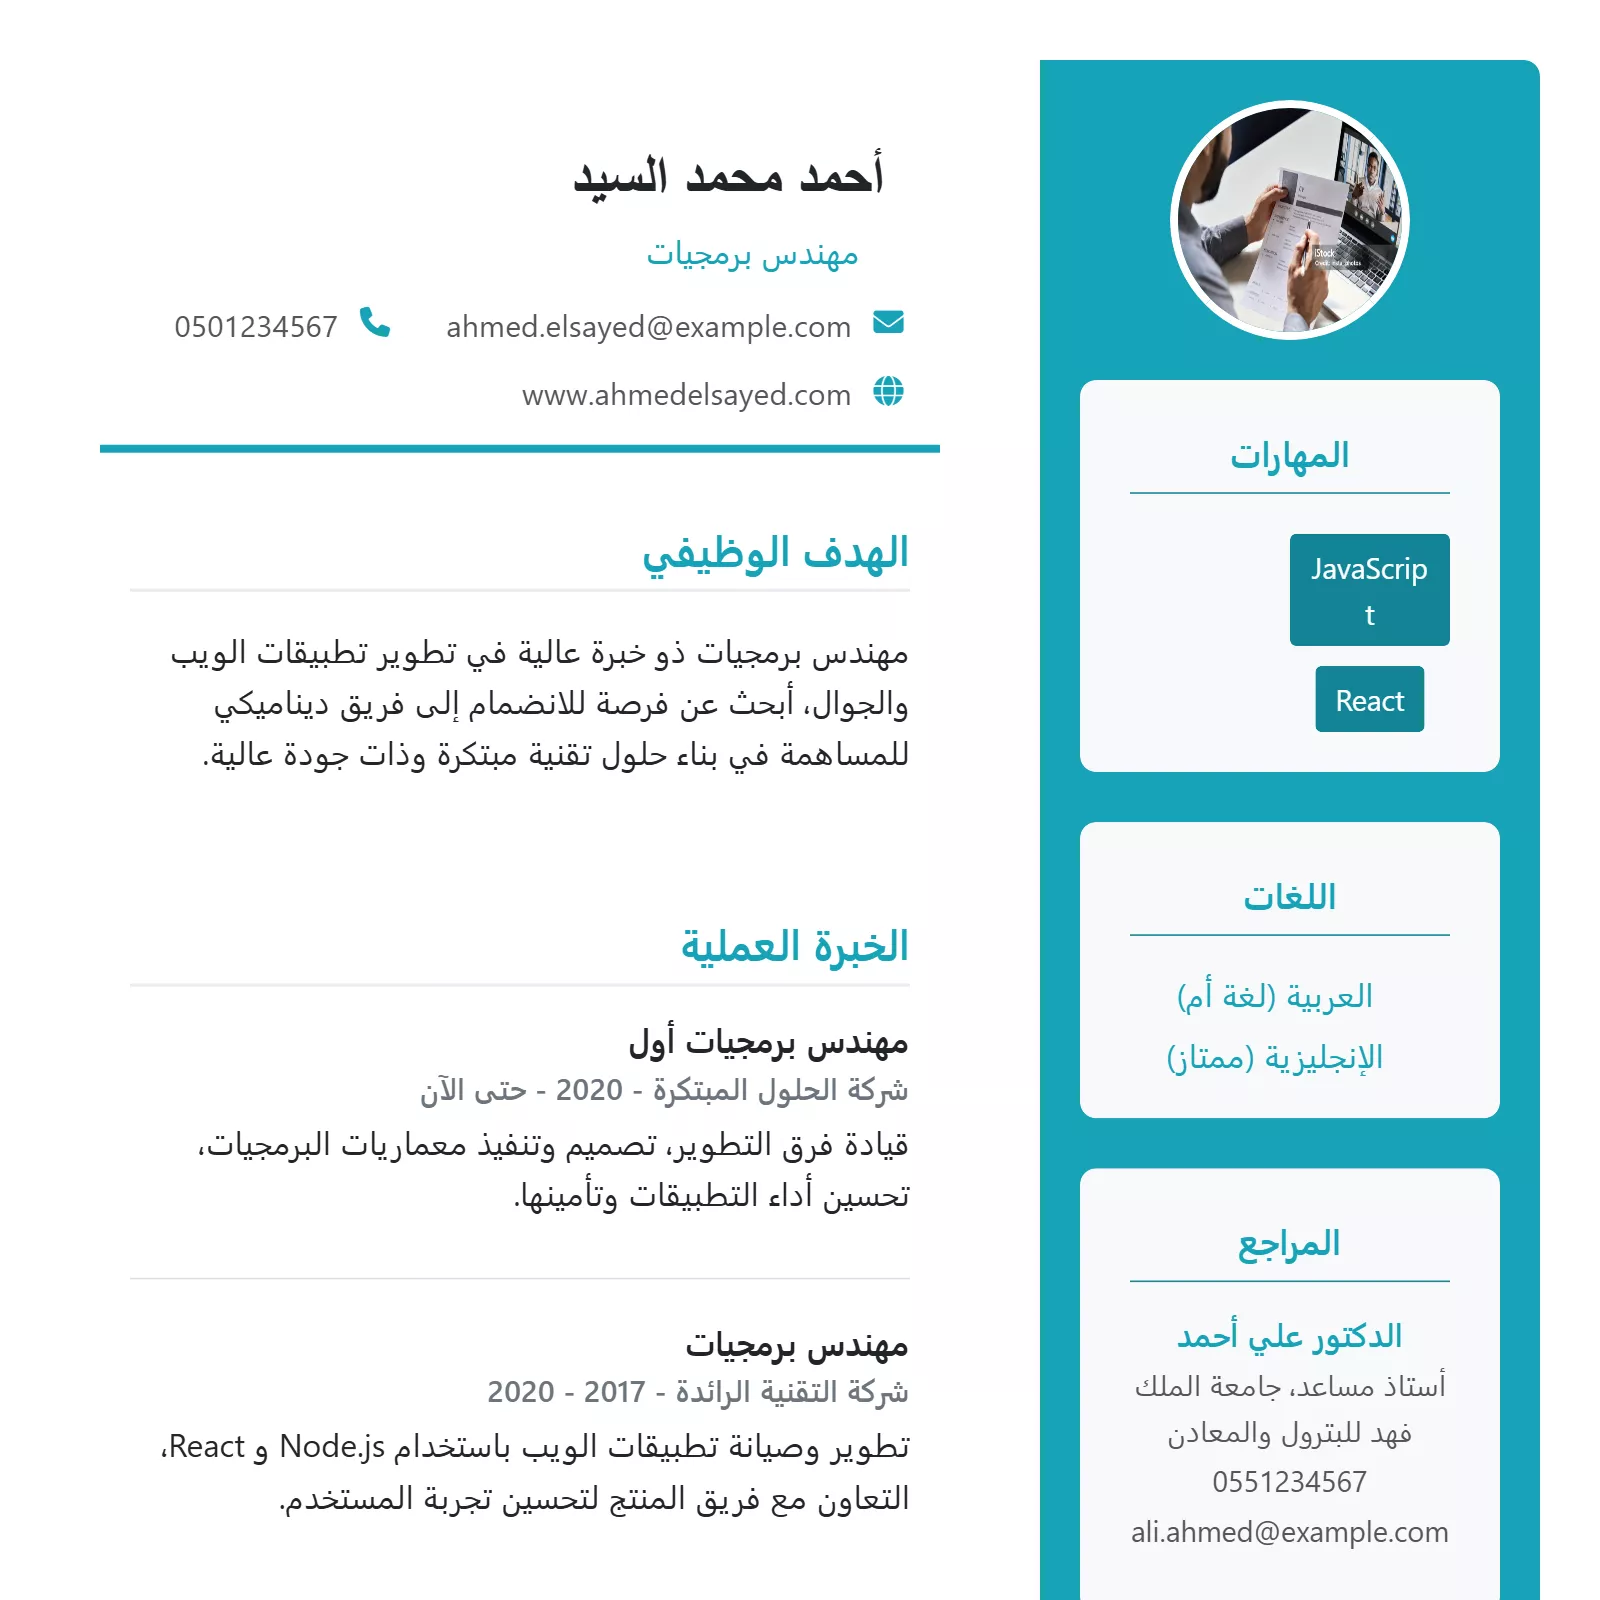 أحمد محمد السيد
مهندس برمجيات
ahmed.elsayed@example.com
0501234567
www.ahmedelsayed.com
الهدف الوظيفي
مهندس برمجيات ذو خبرة عالية في تطوير تطبيقات الويب
والجوال، أبحث عن فرصة للانضمام إلى فريق ديناميكي
للمساهمة في بناء حلول تقنية مبتكرة وذات جودة عالية.
الخبرة العملية
مهندس برمجيات أول
شركة الحلول المبتكرة - 2020 - حتى الآن
قيادة فرق التطوير، تصميم وتنفيذ معماريات البرمجيات،
تحسين أداء التطبيقات وتأمينها.
مهندس برمجيات
شركة التقنية الرائدة - 2017 - 2020
تطوير وصيانة تطبيقات الويب باستخدام Node.js و React،
التعاون مع فريق المنتج لتحسين تجربة المستخدم.
iStock
المهارات
JavaScrip
t
React
اللغات
العربية (لغة أم)
الإنجليزية (ممتاز)
المراجع
الدكتور علي أحمد
أستاذ مساعد، جامعة الملك
فهد للبترول والمعادن
0551234567
ali.ahmed@example.com